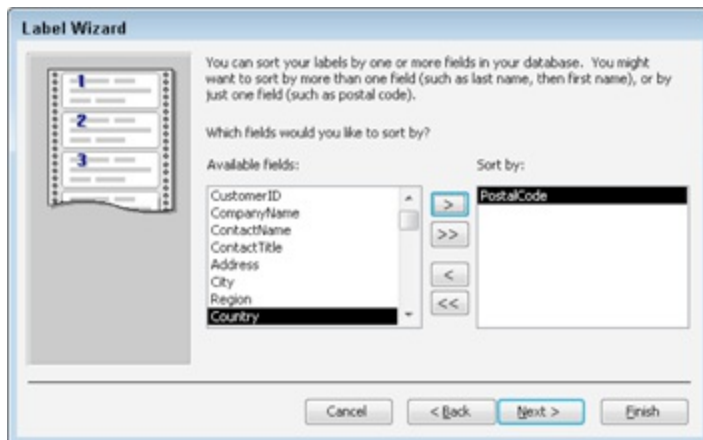 Label Wizard
You can sort your labels by one or more fields in your database. You might
want to sort by more than one field (such as last name, then first name), or by
just one field (such as postal code).
Which fields would you like to sort by?
Available fields:
Sort by:
CustomerID
CompanyName
ContactName
ContactTitle
Address
City
Region
Country
>
>>
<
<<
PostalCode
1
2
3
Cancel
< Back
Next >
Finish